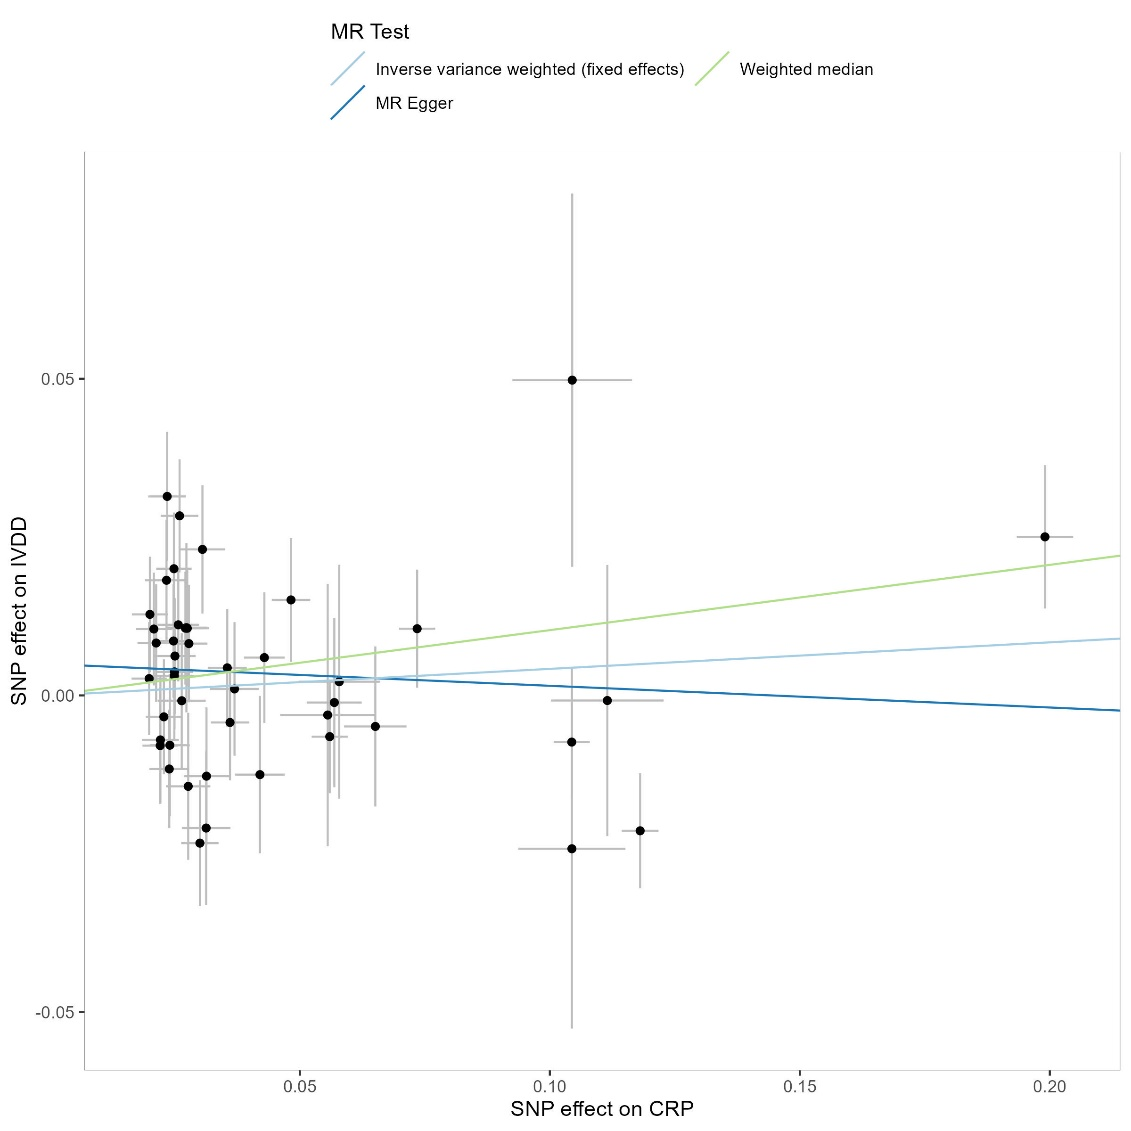 MR Test
Inverse variance weighted (fixed effects)
Weighted median
MR Egger
SNP effect on IVDD
0.05
0.00
-0.05
0.05
0.10
0.15
0.20
SNP effect on CRP